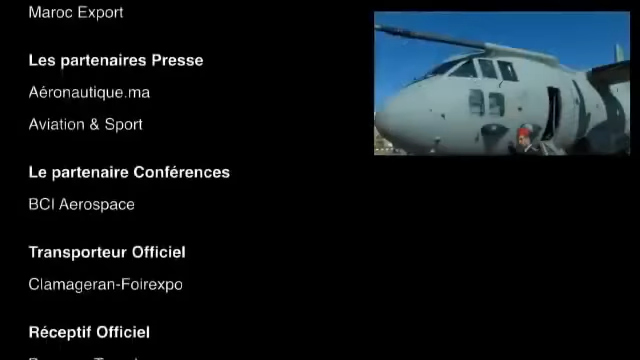 Maroc Export
Les partenaires Presse
Aéronautique.ma
Aviation & Sport
Le partenaire Conférences
BCI Aerospace
Transporteur Officiel
Clamageran-Foirexpo
Réceptif Officiel